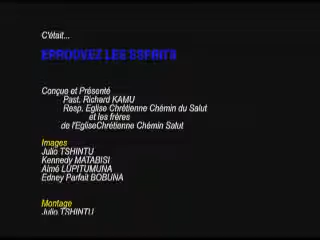 C'était...
EPROUVEZ LES ESPRITS
Conçue et Présenté
Past. Richard KAMU
Resp. Eglise Chrétienne Chémin du Salut
et les frères
de l'EgliseChrétienne Chémin Salut
Images
Julio TSHINTU
Kennedy MATABISI
Aimé LUPITUMUNA
Edney Parfait BOBUNA
Montage
Julio TSHINTU